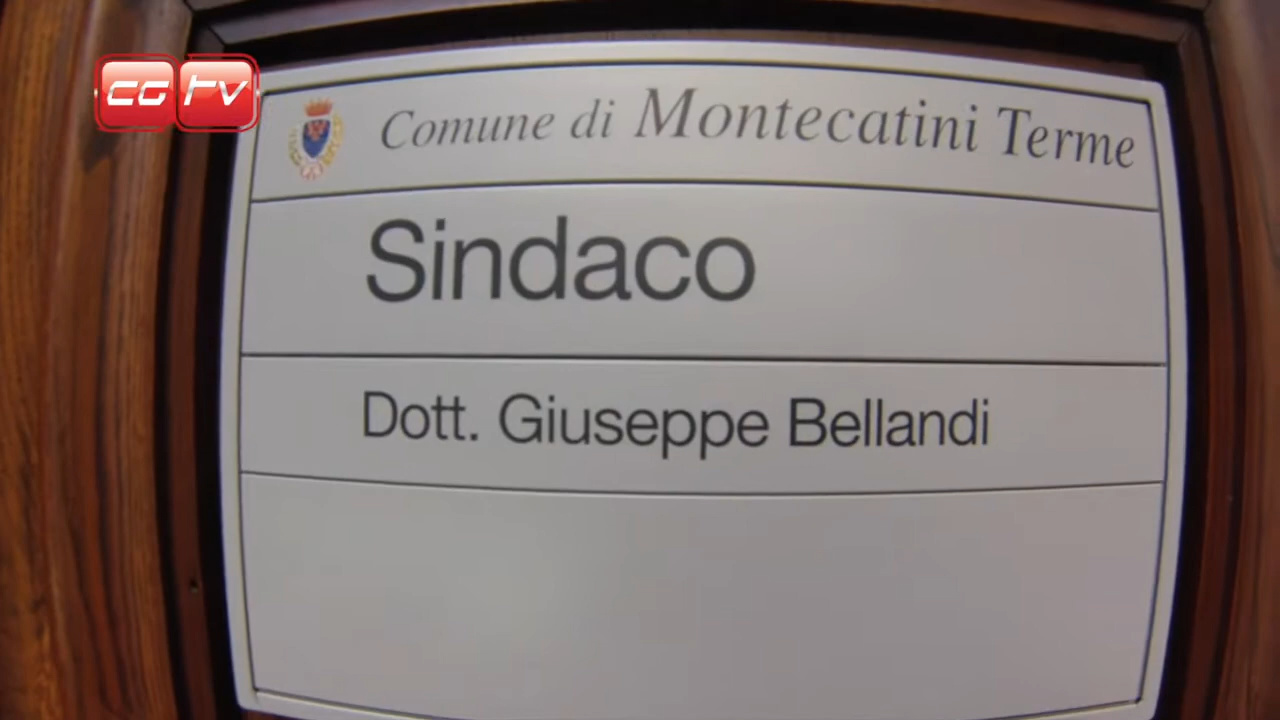 CG TV
Comune di Montecatini Terme
Sindaco
Dott. Giuseppe Bellandi